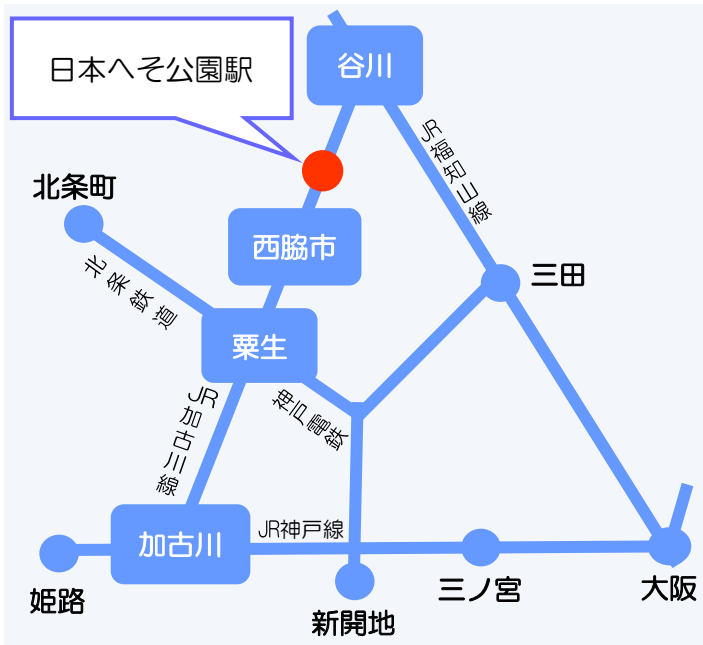 日本へそ公園駅
谷川
JR福知山線
北条町
西脇市
三田
北条鉄道
粟生
神戸電鉄
JR加古川線
JR神戸線
加古川
姫路
三ノ宮
大阪
新開地